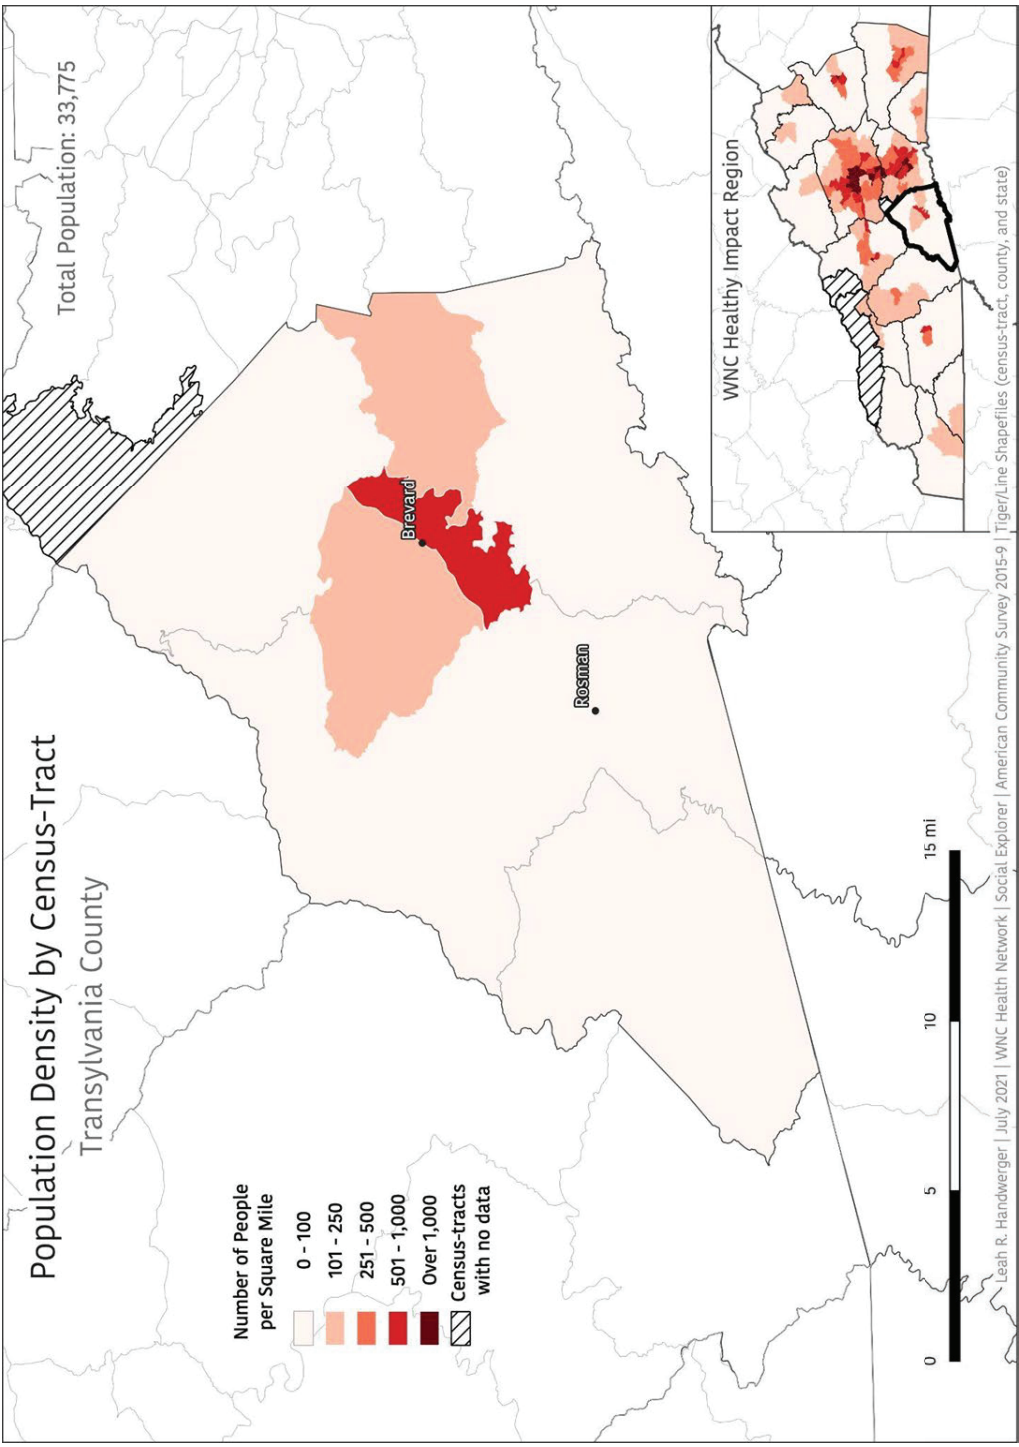 Population Density by Census-Tract
Transylvania County
Total Population: 33,775
Number of People
per Square Mile
0 - 100
101 - 250
251 - 500
501 - 1,000
Over 1,000
Census-tracts
with no data
Brevard
Rosman
WNC Healthy Impact Region
0 5 10 15 mi
Leah R. Handwerger | July 2021 | WNC Health Network | Social Explorer | American Community Survey 2015-9 | Tiger/Line Shapefiles (census-tract, county, and state)